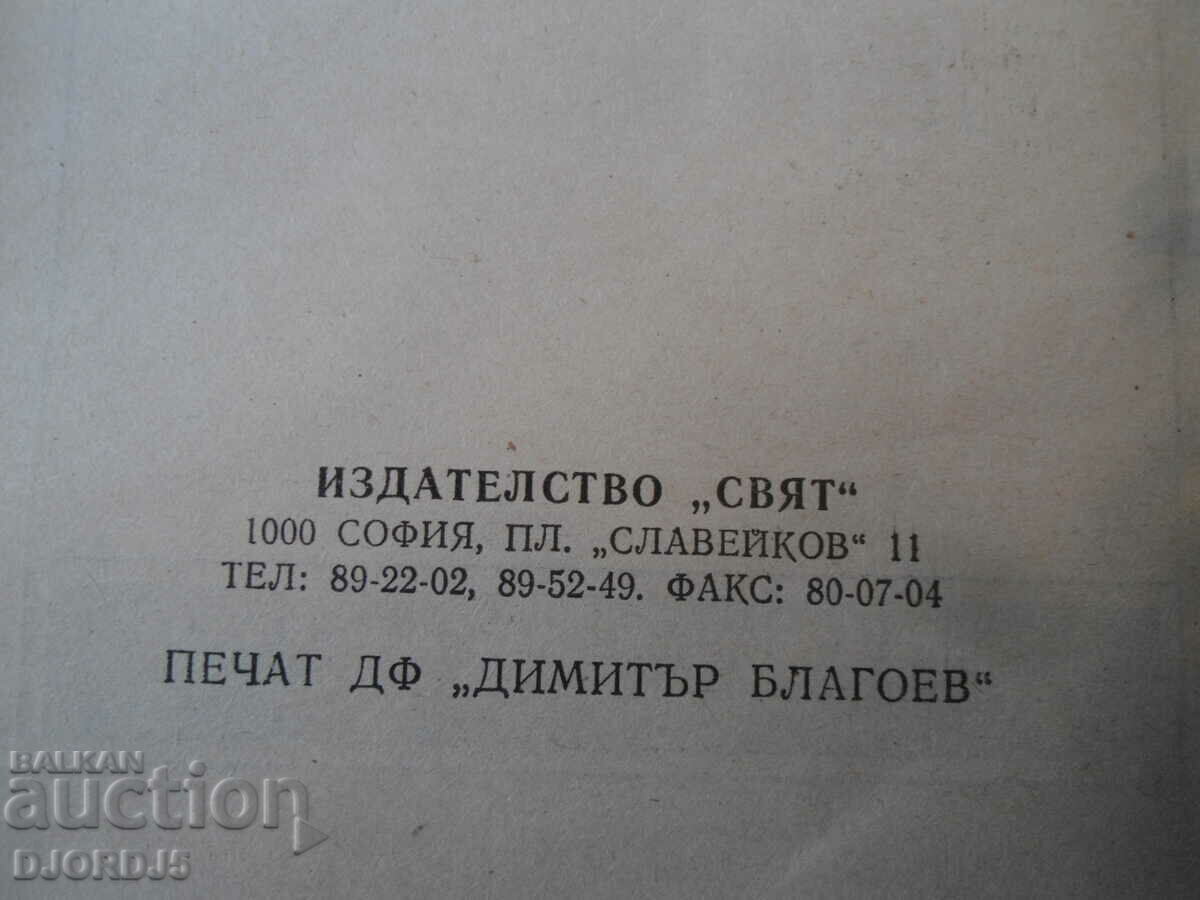 ИЗДАТЕЛСТВО „СВЯТ“
1000 СОФИЯ, ПЛ. „СЛАВЕЙКОВ“ 11
ТЕЛ: 89-22-02, 89-52-49. ФАКС: 80-07-04
ПЕЧАТ ДФ „ДИМИТЪР БЛАГОЕВ“
BALKAN
auction
DJORDJ5